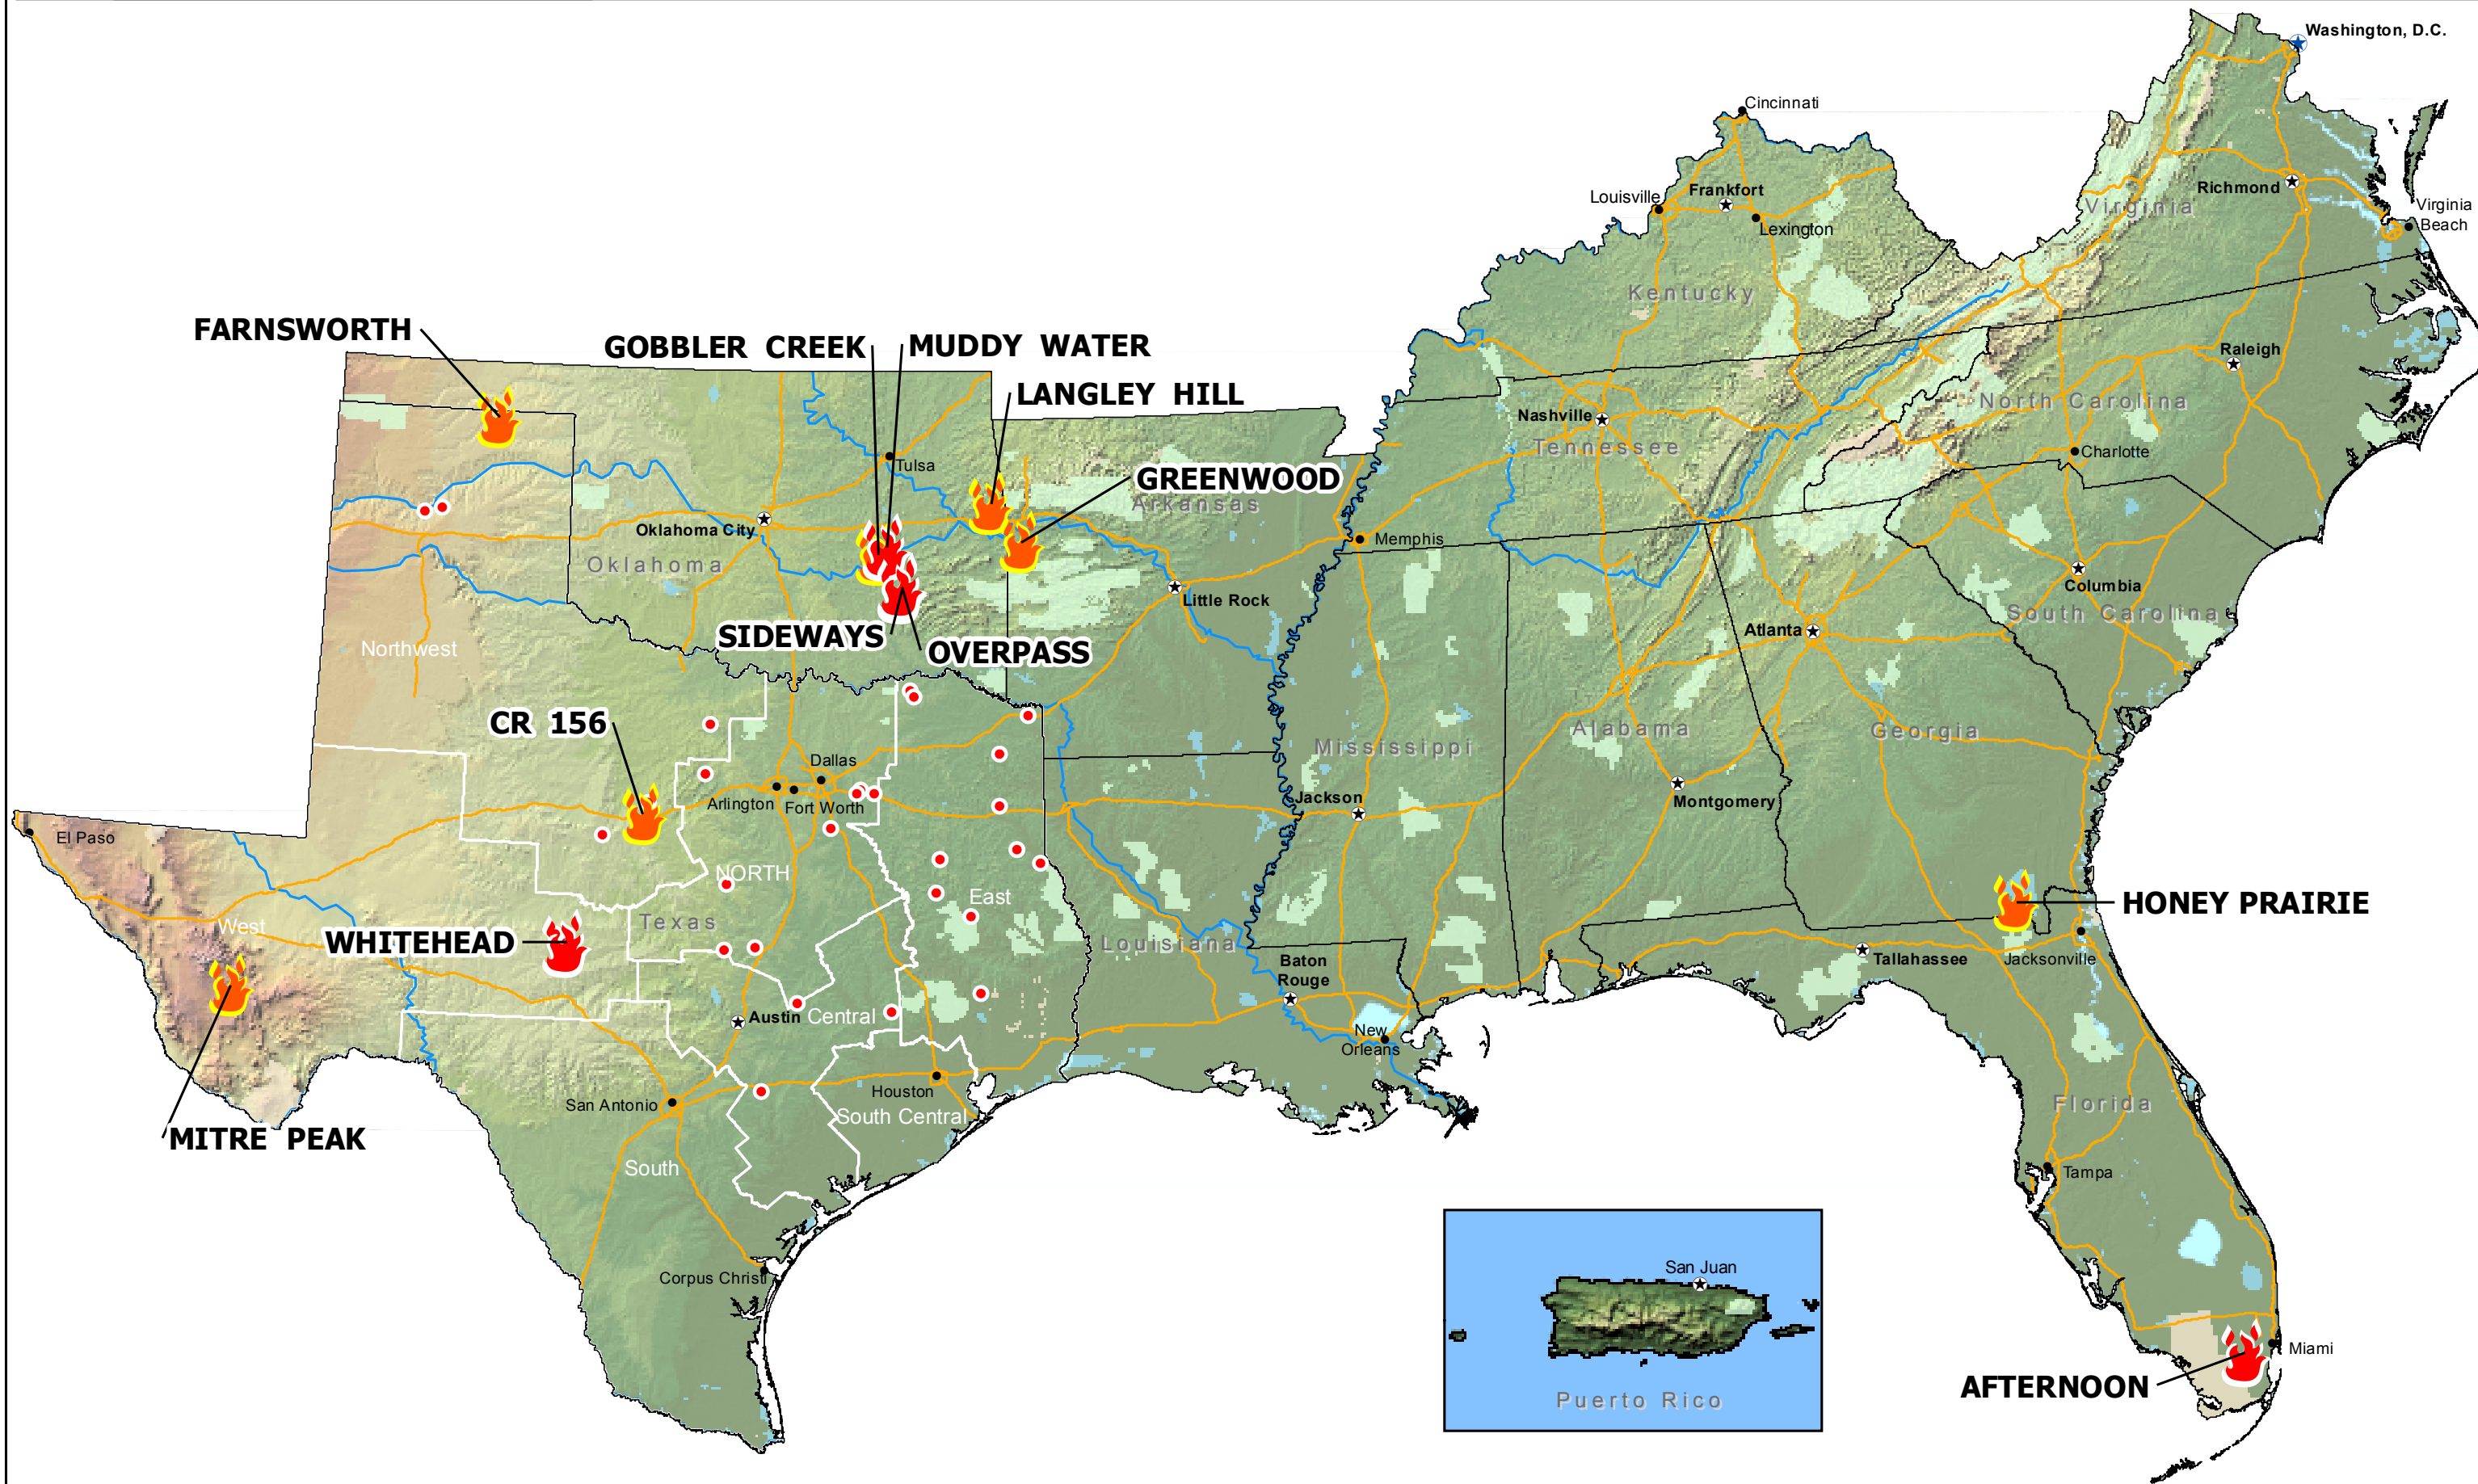 Washington, D.C.
Cincinnati
Louisville
Frankfort
Lexington
Richmond
Virginia
Virginia
Beach
Kentucky
FARNSWORTH
GOBBLER CREEK
MUDDY WATER
LANGLEY HILL
Raleigh
North Carolina
Nashville
Tennessee
Charlotte
Tulsa
GREENWOOD
Arkansas
Oklahoma City
Oklahoma
Memphis
Little Rock
Columbia
South Carolina
Atlanta
SIDEWAYS
OVERPASS
Northwest
CR 156
Dallas
Arlington
Fort Worth
Mississippi
Alabama
Georgia
Jackson
Montgomery
El Paso
NORTH
East
West
Texas
WHITEHEAD
Louisiana
HONEY PRAIRIE
Baton
Rouge
Tallahassee
Jacksonville
Austin
Central
New
Orleans
Houston
San Antonio
South Central
MITRE PEAK
South
Florida
Tampa
Corpus Christi
San Juan
Puerto Rico
Miami
AFTERNOON